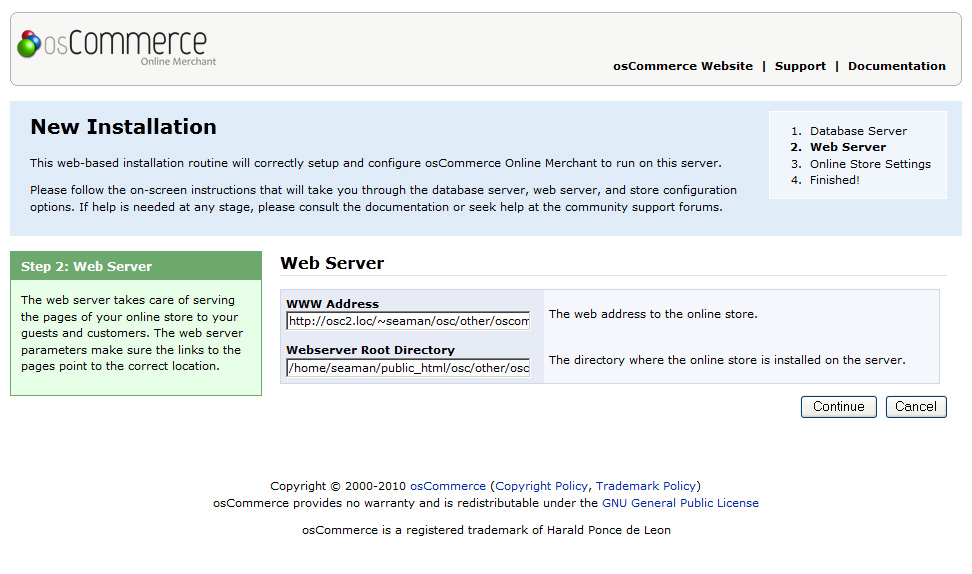 osCommerce
Online Merchant
osCommerce Website | Support | Documentation
New Installation
This web-based installation routine will correctly setup and configure osCommerce Online Merchant to run on this server.
Please follow the on-screen instructions that will take you through the database server, web server, and store configuration
options. If help is needed at any stage, please consult the documentation or seek help at the community support forums.
1. Database Server
2. Web Server
3. Online Store Settings
4. Finished!
Step 2: Web Server
The web server takes care of serving
the pages of your online store to your
guests and customers. The web server
parameters make sure the links to the
pages point to the correct location.
Web Server
WWW Address
http://osc2.loc/~seaman/osc/other/oscom
The web address to the online store.
Webserver Root Directory
/home/seaman/public_html/osc/other/osc
The directory where the online store is installed on the server.
Continue
Cancel
Copyright © 2000-2010 osCommerce (Copyright Policy, Trademark Policy)
osCommerce provides no warranty and is redistributable under the GNU General Public License
osCommerce is a registered trademark of Harald Ponce de Leon